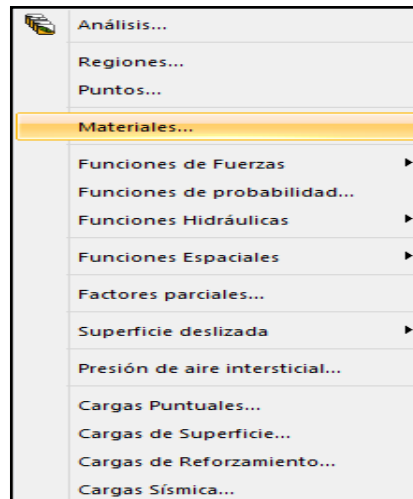 Análisis...
Regiones...
Puntos...
Materiales...
Funciones de Fuerzas
Funciones de probabilidad...
Funciones Hidráulicas
Funciones Espaciales
Factores parciales...
Superficie deslizada
Presión de aire intersticial...
Cargas Puntuales...
Cargas de Superficie...
Cargas de Reforzamiento...
Cargas Sísmica...